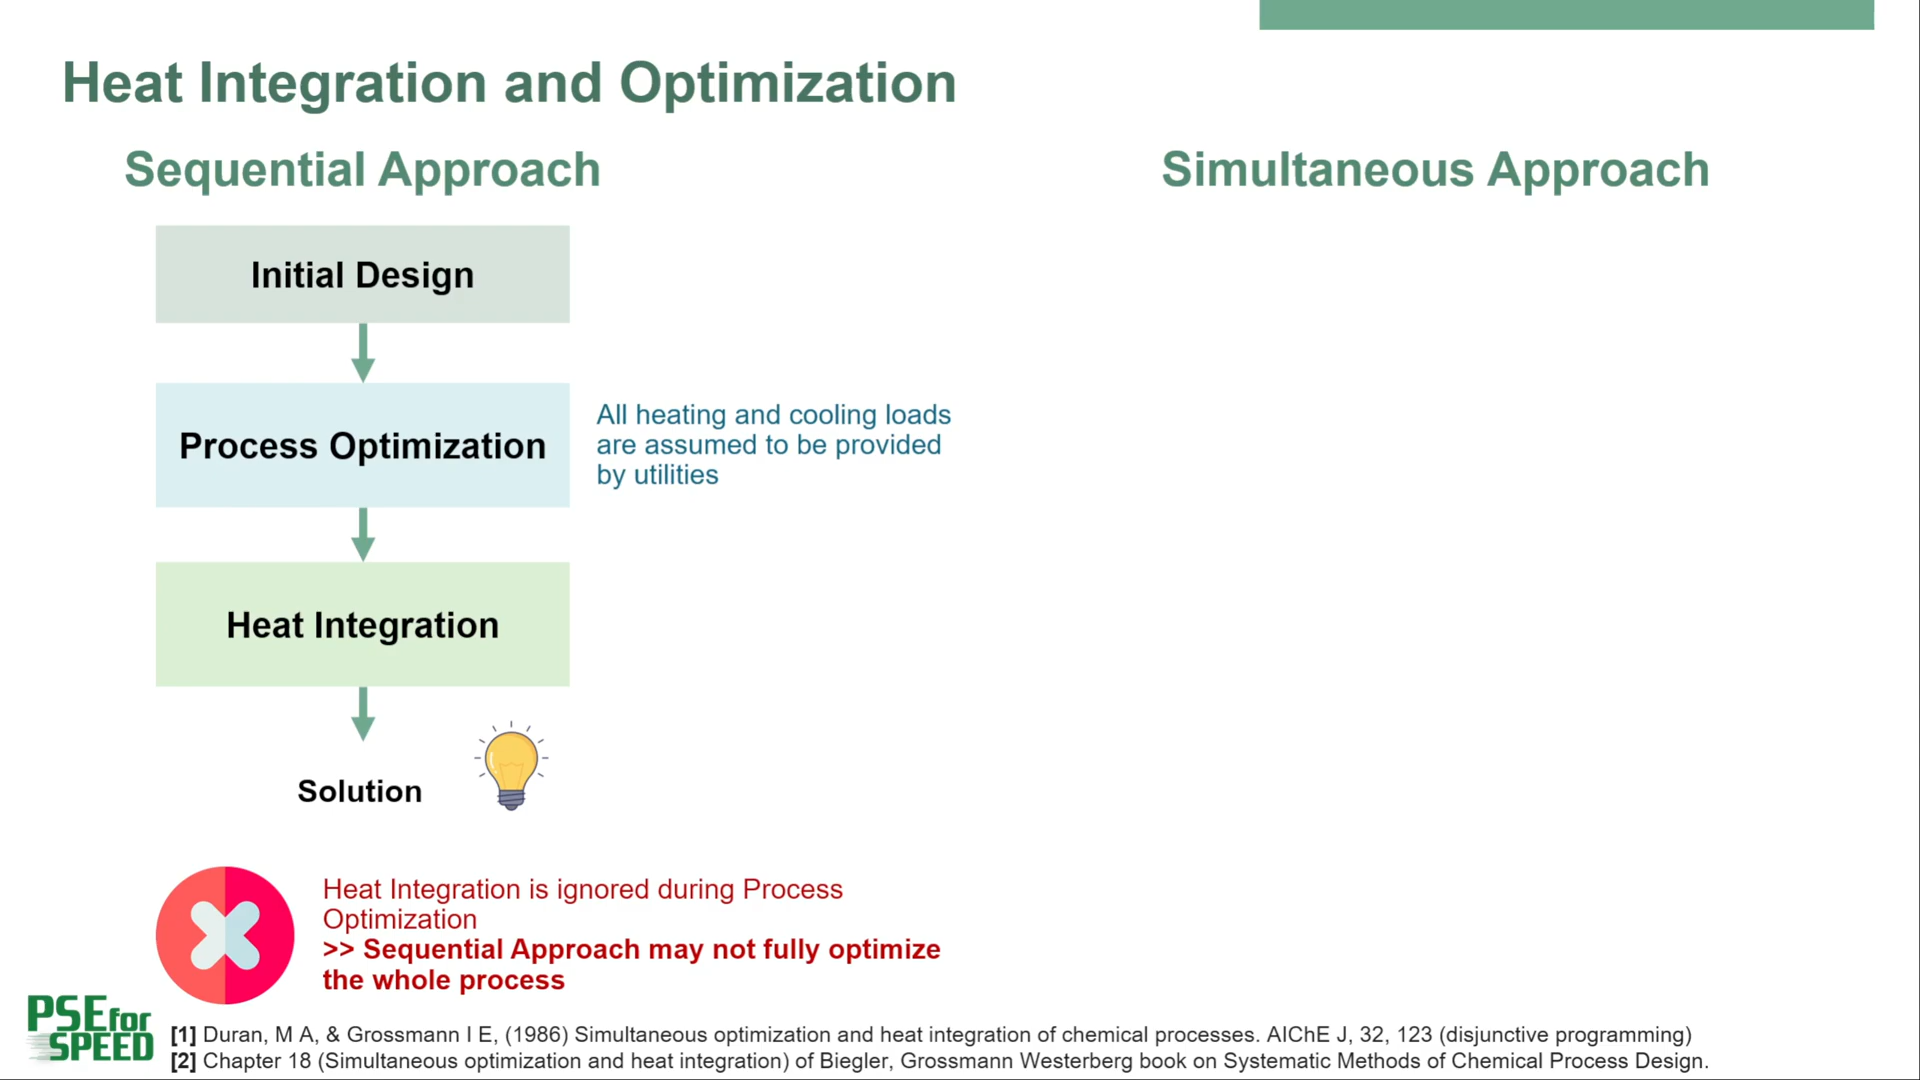 Heat Integration and Optimization
Sequential Approach
Simultaneous Approach
Initial Design
Process Optimization
All heating and cooling loads
are assumed to be provided
by utilities
Heat Integration
Solution
Heat Integration is ignored during Process
Optimization
>> Sequential Approach may not fully optimize
the whole process
PSEfor
SPEED
[1] Duran, M A, & Grossmann I E, (1986) Simultaneous optimization and heat integration of chemical processes. AIChE J, 32, 123 (disjunctive programming)
[2] Chapter 18 (Simultaneous optimization and heat integration) of Biegler, Grossmann Westerberg book on Systematic Methods of Chemical Process Design.